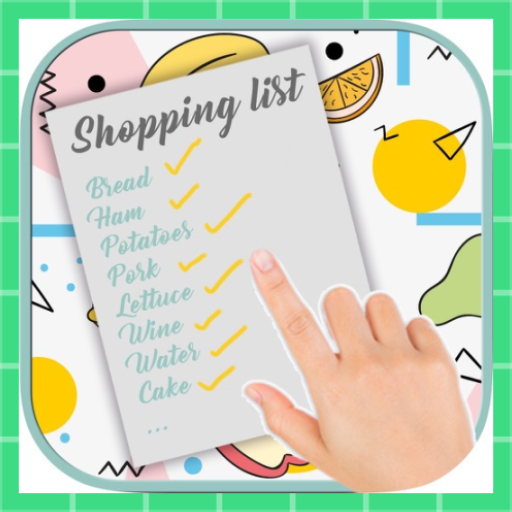 Shopping list
Bread
Ham
Potatoes
Pork
Lettuce
Wine
Water
Cake
...